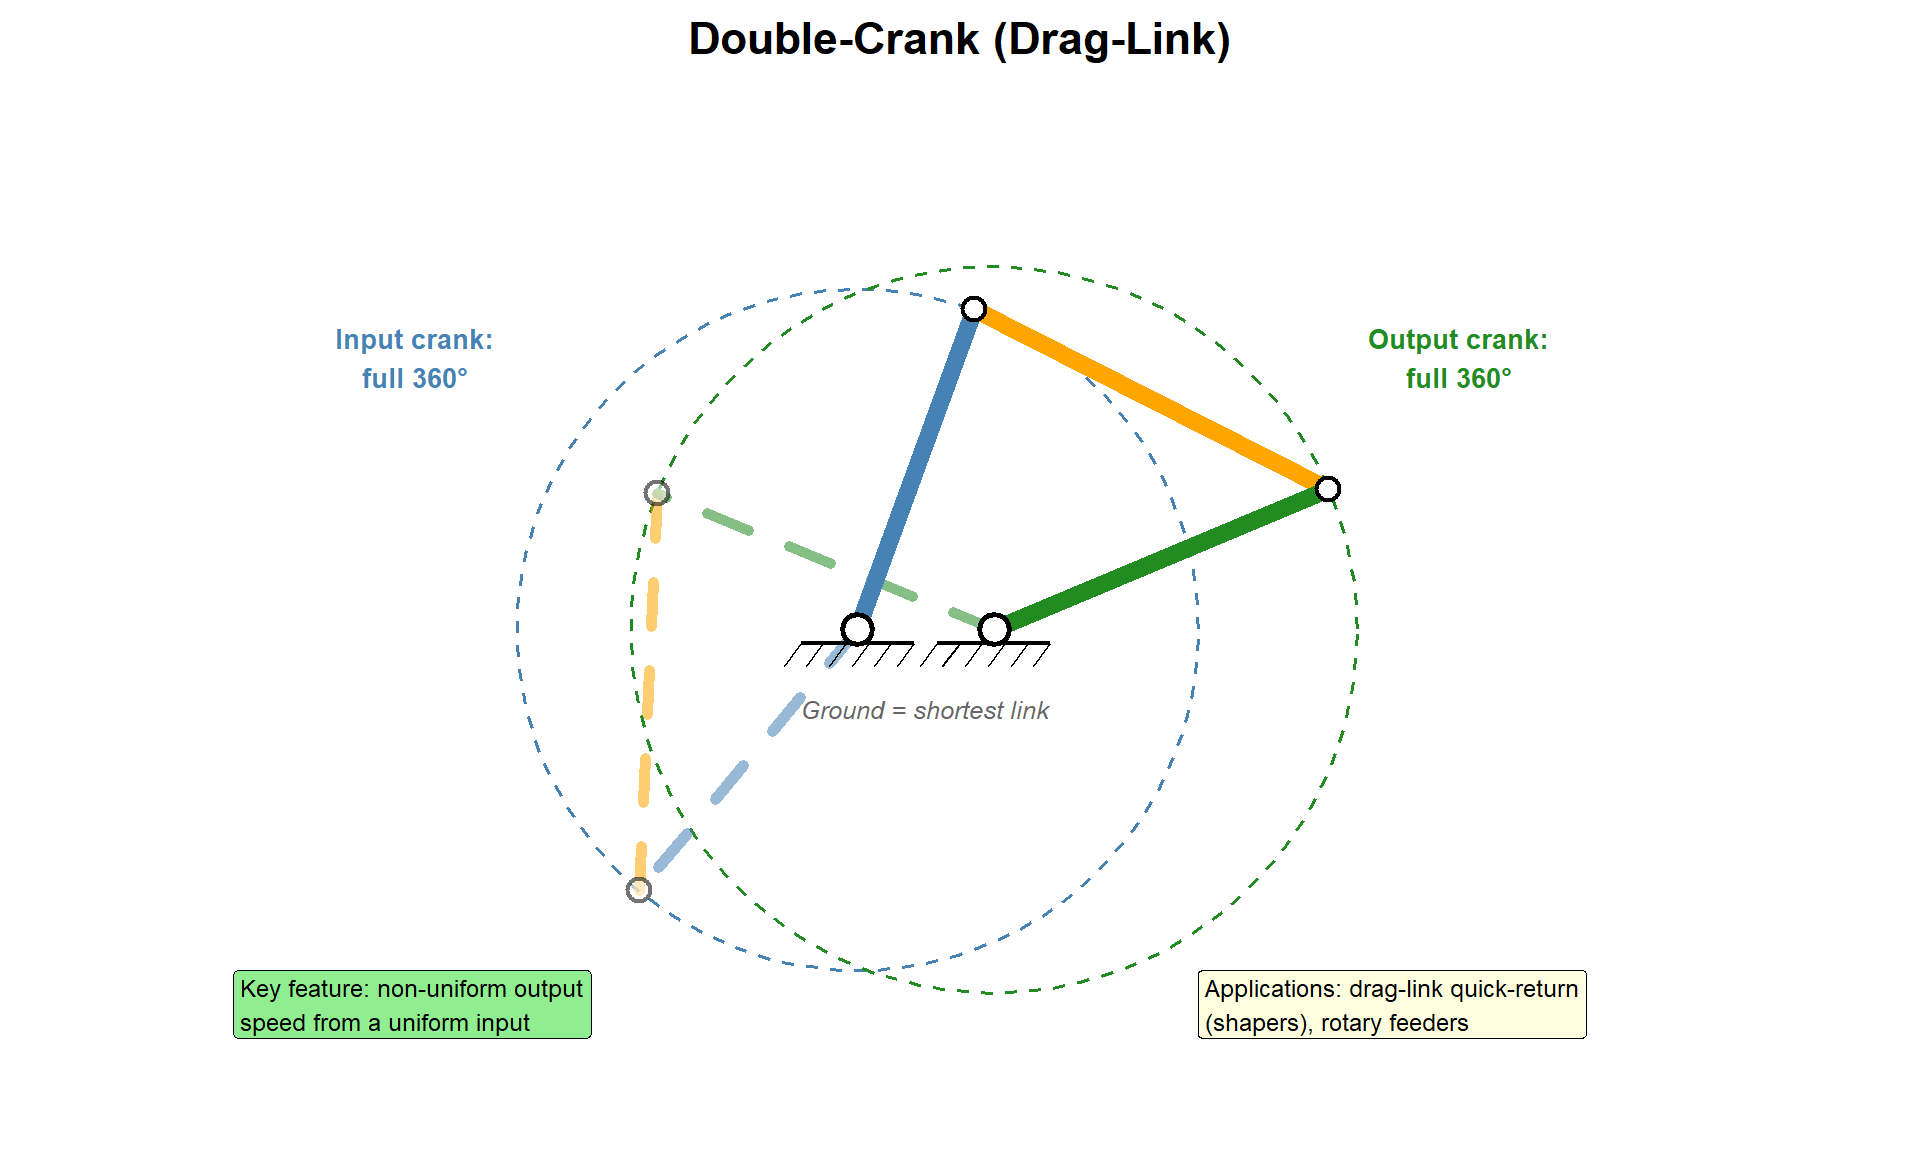 Double-Crank (Drag-Link)
Input crank:
full 360°
Output crank:
full 360°
Ground = shortest link
Key feature: non-uniform output
speed from a uniform input
Applications: drag-link quick-return
(shapers), rotary feeders